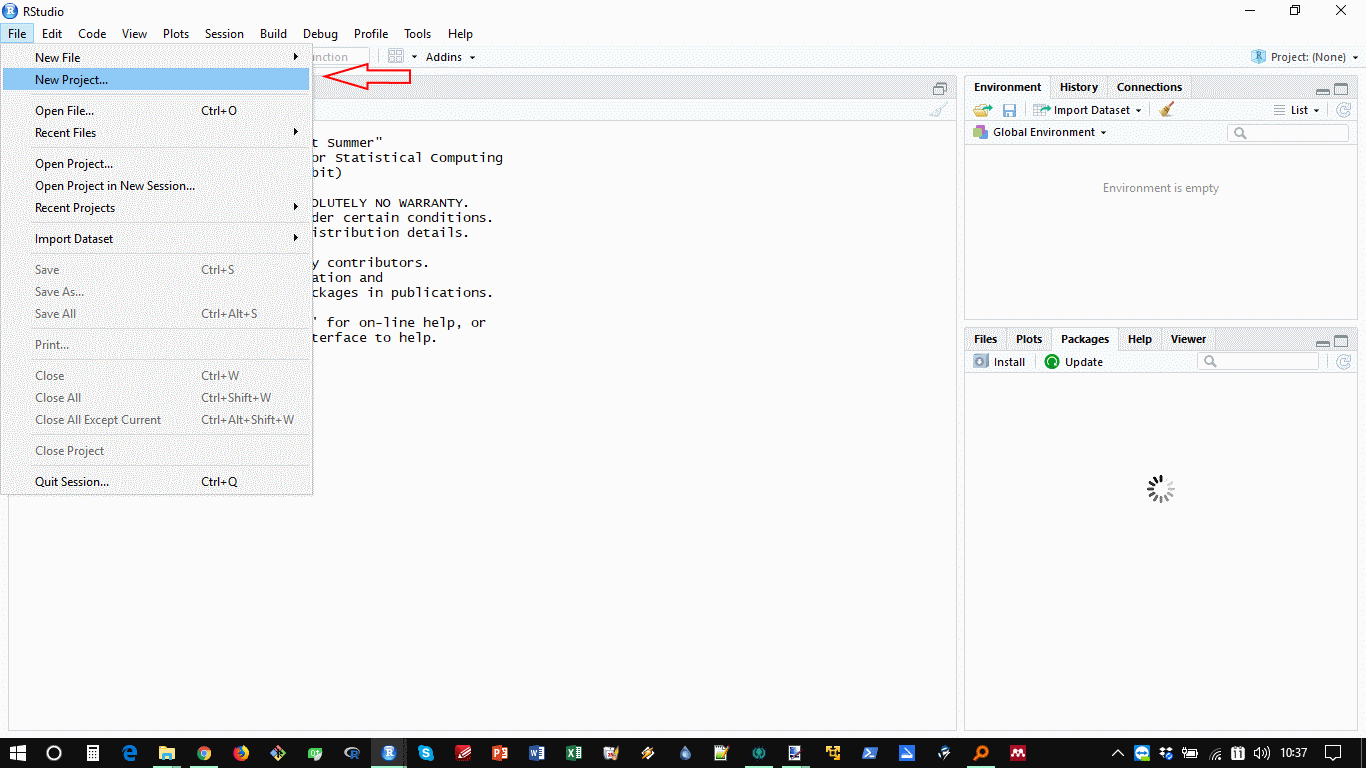 RStudio
File Edit Code View Plots Session Build Debug Profile Tools Help
New File
New Project...
Open File... Ctrl+O
Recent Files
Open Project...
Open Project in New Session...
Recent Projects
Import Dataset
Save Ctrl+S
Save As...
Save All Ctrl+Alt+S
Print...
Close Ctrl+W
Close All Ctrl+Shift+W
Close All Except Current Ctrl+Alt+Shift+W
Close Project
Quit Session... Ctrl+Q
Addins
Project: (None)
t Summer"
or Statistical Computing
bit)
OLUTELY NO WARRANTY.
der certain conditions.
istribution details.
y contributors.
ation and
ckages in publications.
' for on-line help, or
terface to help.
Environment History Connections
Import Dataset List
Global Environment
Environment is empty
Files Plots Packages Help Viewer
Install Update
10:37